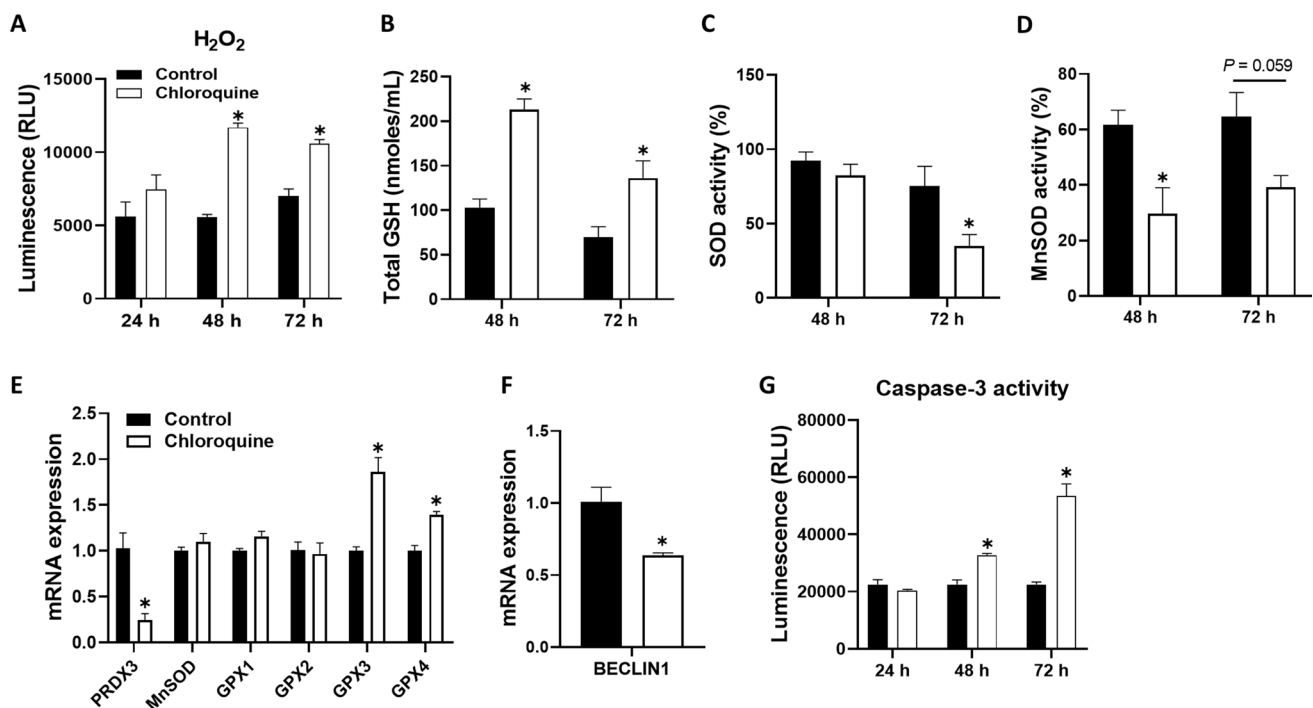 A
H₂O₂
Luminescence (RLU)
15000
10000
5000
0
Control
Chloroquine
*
*
24 h 48 h 72 h
B
Total GSH (nmoles/mL)
250
200
150
100
50
0
*
*
48 h 72 h
C
SOD activity (%)
150
100
50
0
*
48 h 72 h
D
MnSOD activity (%)
80
60
40
20
0
P = 0.059
*
48 h 72 h
E
mRNA expression
2.5
2.0
1.5
1.0
0.5
0.0
Control
Chloroquine
*
*
*
PRDX3 MnSOD GPX1 GPX2 GPX3 GPX4
F
mRNA expression
1.5
1.0
0.5
0.0
*
BECLIN1
G
Caspase-3 activity
Luminescence (RLU)
80000
60000
40000
20000
0
*
*
24 h 48 h 72 h